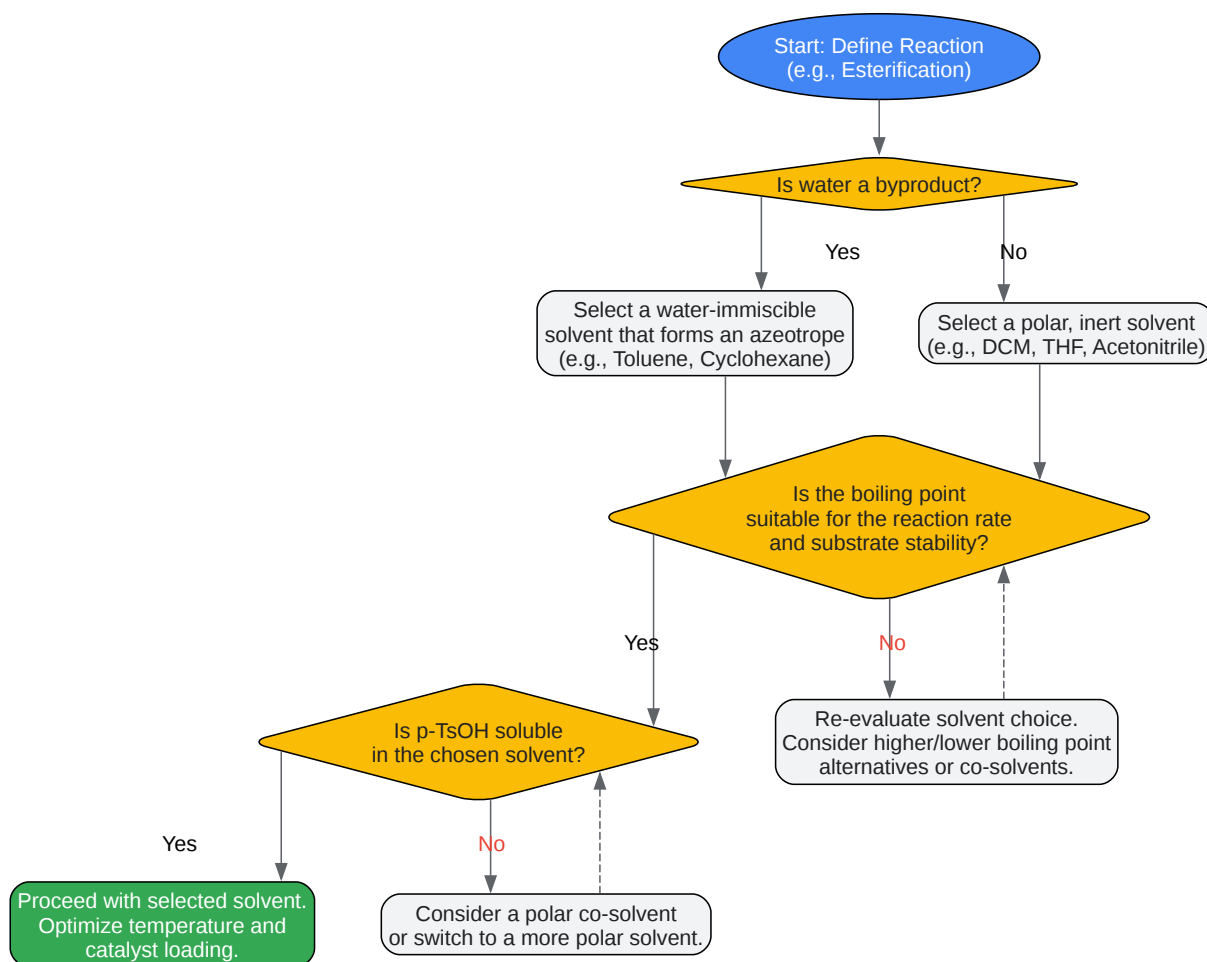 Start: Define Reaction
(e.g., Esterification)
Is water a byproduct?
Yes
No
Select a water-immiscible
solvent that forms an azeotrope
(e.g., Toluene, Cyclohexane)
Select a polar, inert solvent
(e.g., DCM, THF, Acetonitrile)
Is the boiling point
suitable for the reaction rate
and substrate stability?
Yes
No
Re-evaluate solvent choice.
Consider higher/lower boiling point
alternatives or co-solvents.
Is p-TsOH soluble
in the chosen solvent?
Yes
No
Proceed with selected solvent.
Optimize temperature and
catalyst loading.
Consider a polar co-solvent
or switch to a more polar solvent.